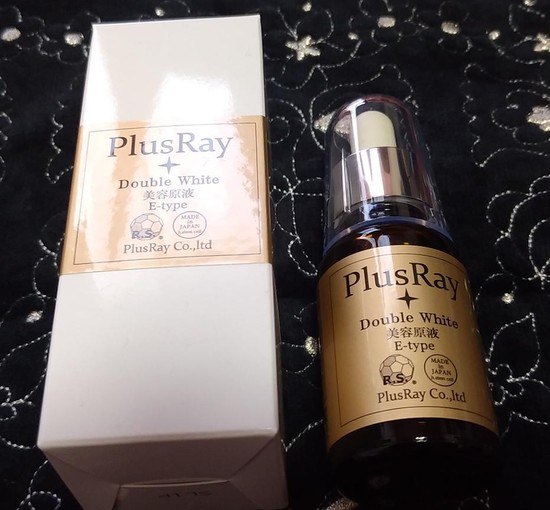 PlusRay
Double White
美容原液
E-type
R.S.®
MADE
IN
JAPAN
PlusRay Co.,ltd
PlusRay
Double White
美容原液
E-type
R.S.®
MADE
IN
JAPAN
PlusRay Co.,ltd